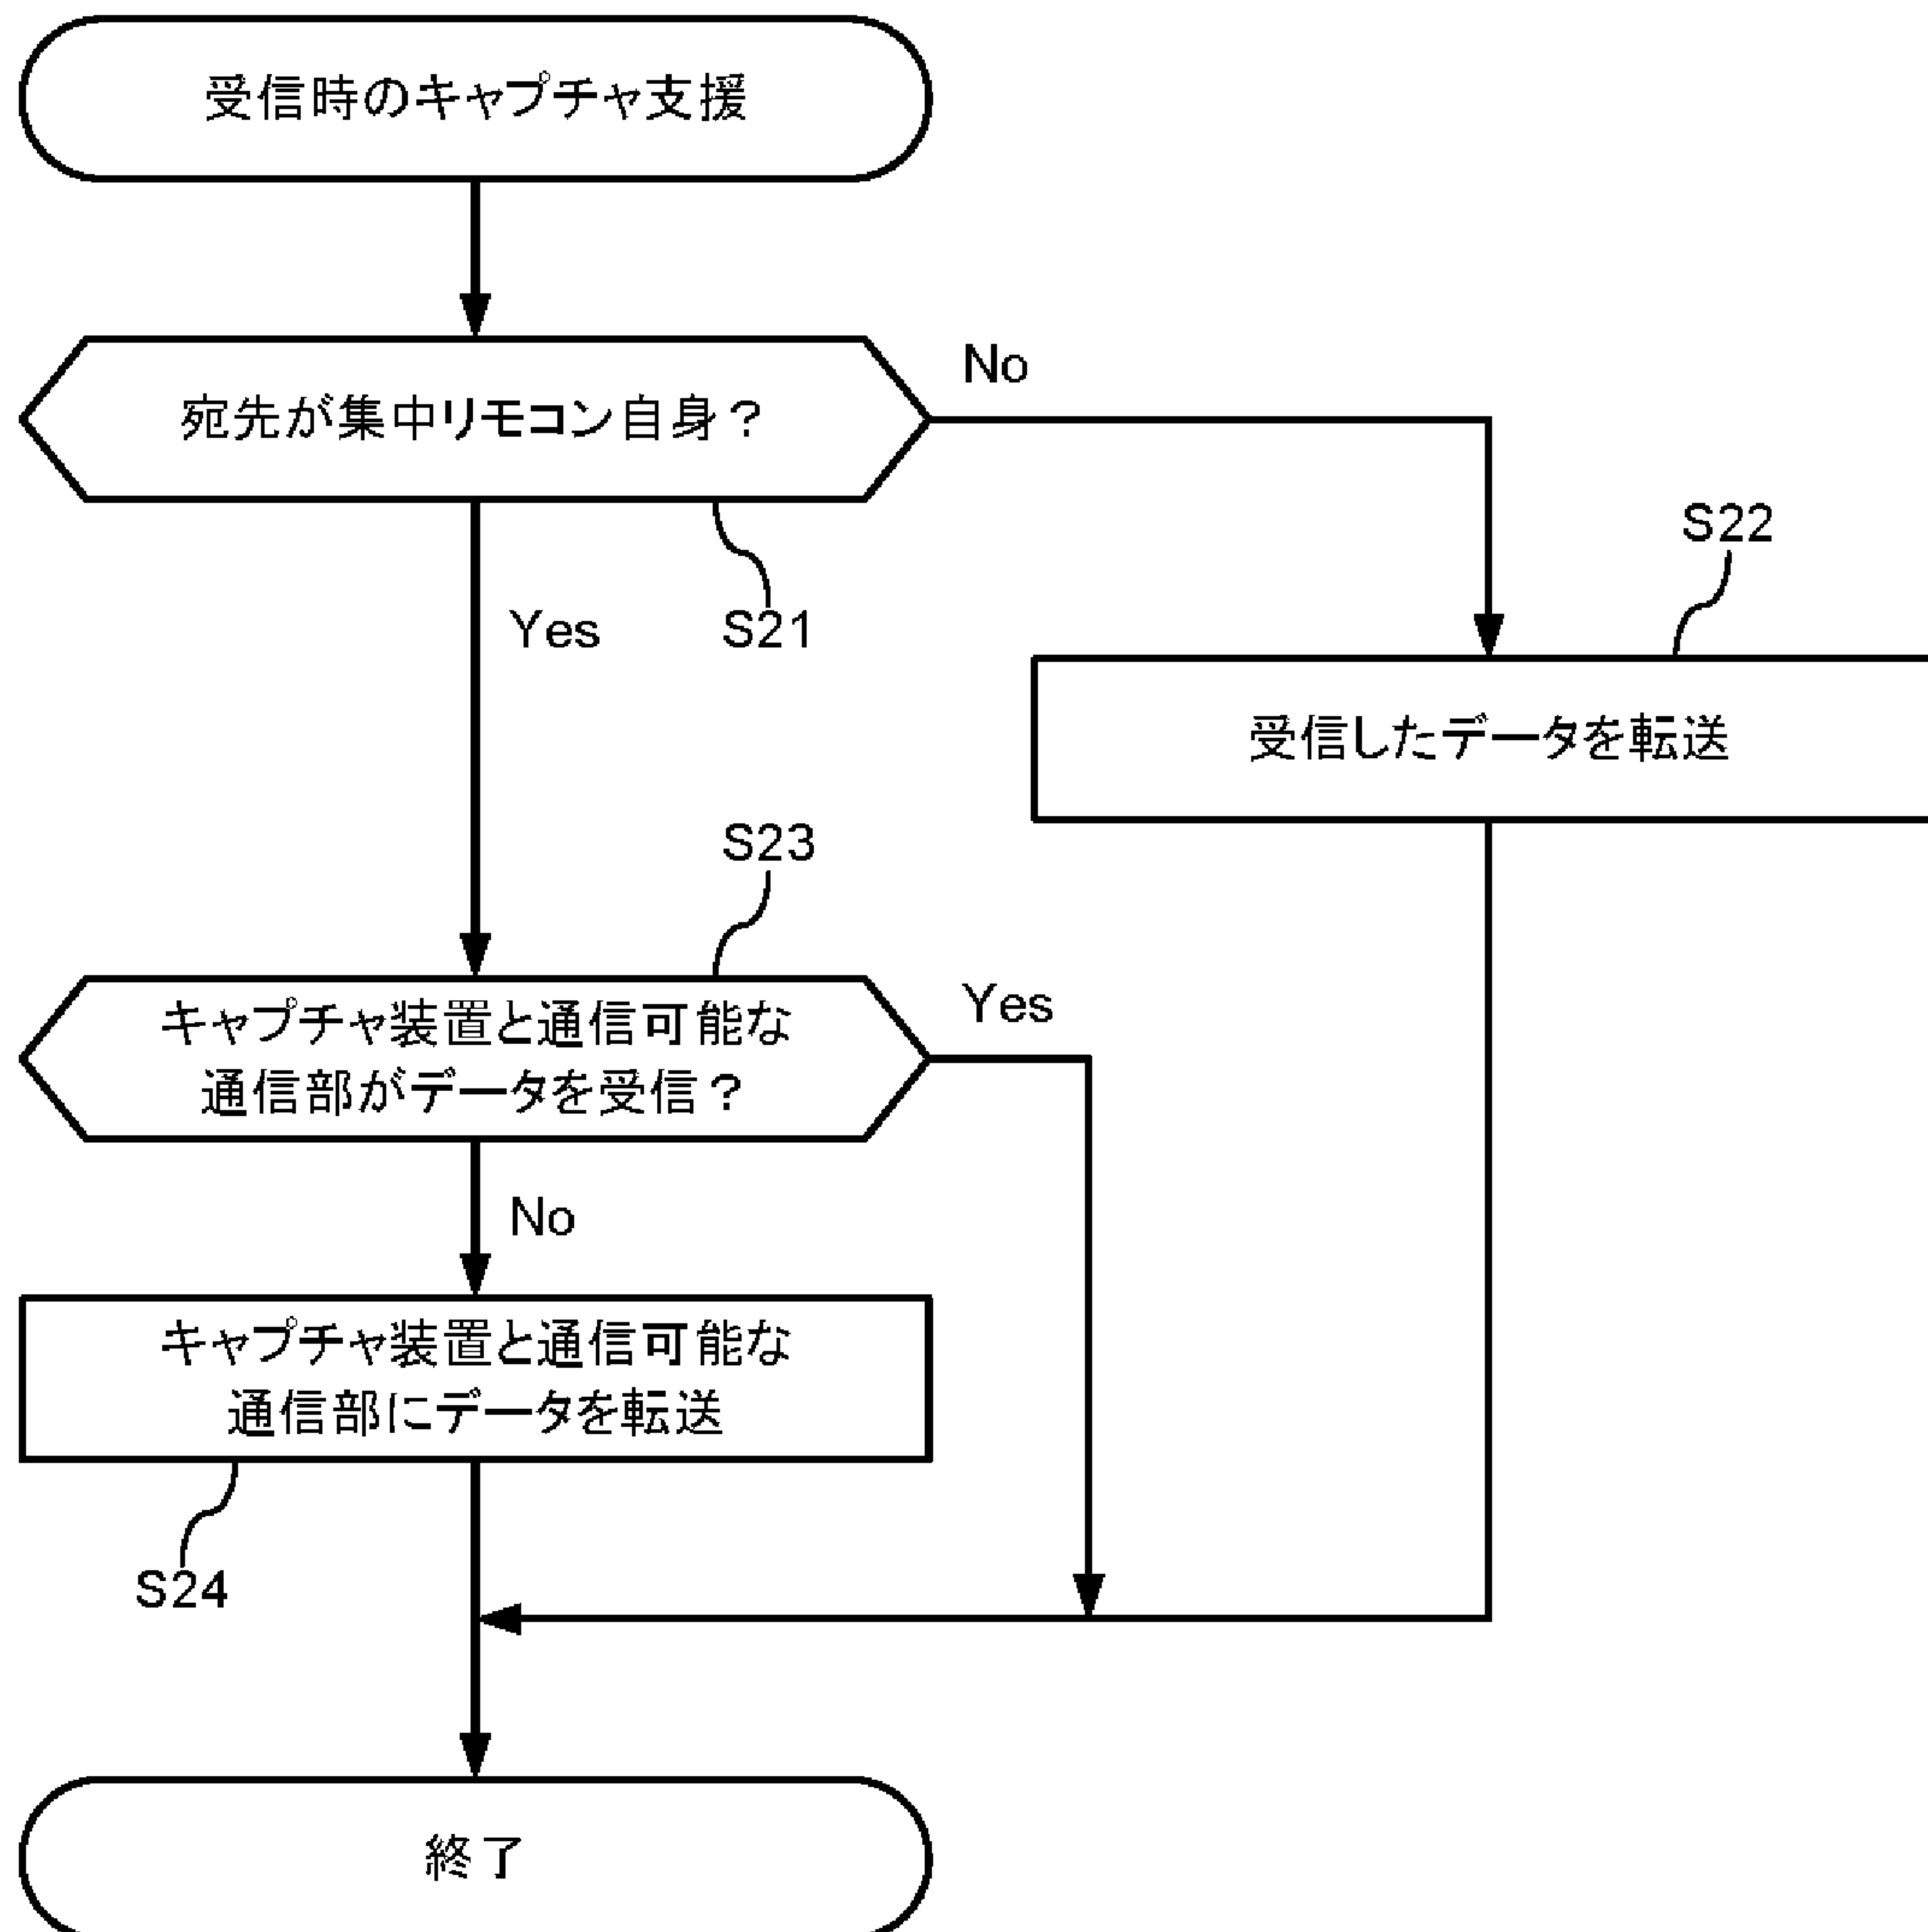 受信時のキャプチャ支援
宛先が集中リモコン自身？
No
S22
Yes
S21
受信したデータを転送
S23
キャプチャ装置と通信可能な
通信部がデータを受信？
Yes
No
キャプチャ装置と通信可能な
通信部にデータを転送
S24
終了